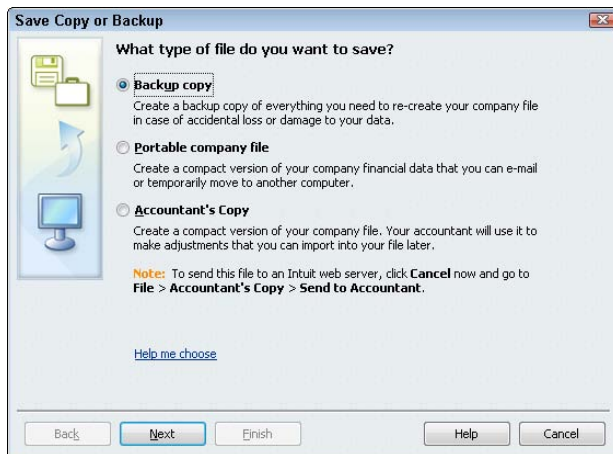 Save Copy or Backup
What type of file do you want to save?
Backup copy
Create a backup copy of everything you need to re-create your company file
in case of accidental loss or damage to your data.
Portable company file
Create a compact version of your company financial data that you can e-mail
or temporarily move to another computer.
Accountant's Copy
Create a compact version of your company file. Your accountant will use it to
make adjustments that you can import into your file later.
Note: To send this file to an Intuit web server, click Cancel now and go to
File > Accountant's Copy > Send to Accountant.
Help me choose
Back Next Finish Help Cancel